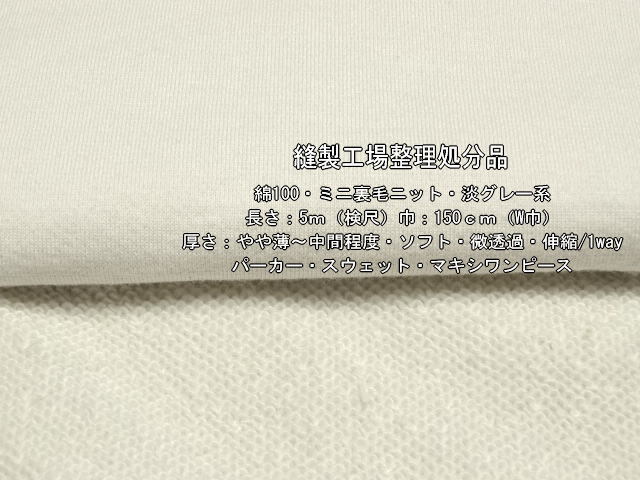 縫製工場整理処分品
綿100・ミニ裏毛ニット・淡グレー系
長さ：5m（検尺）巾：150cm（W巾）
厚さ：やや薄～中間程度・ソフト・微透過・伸縮/1way
パーカー・スウェット・マキシワンピース